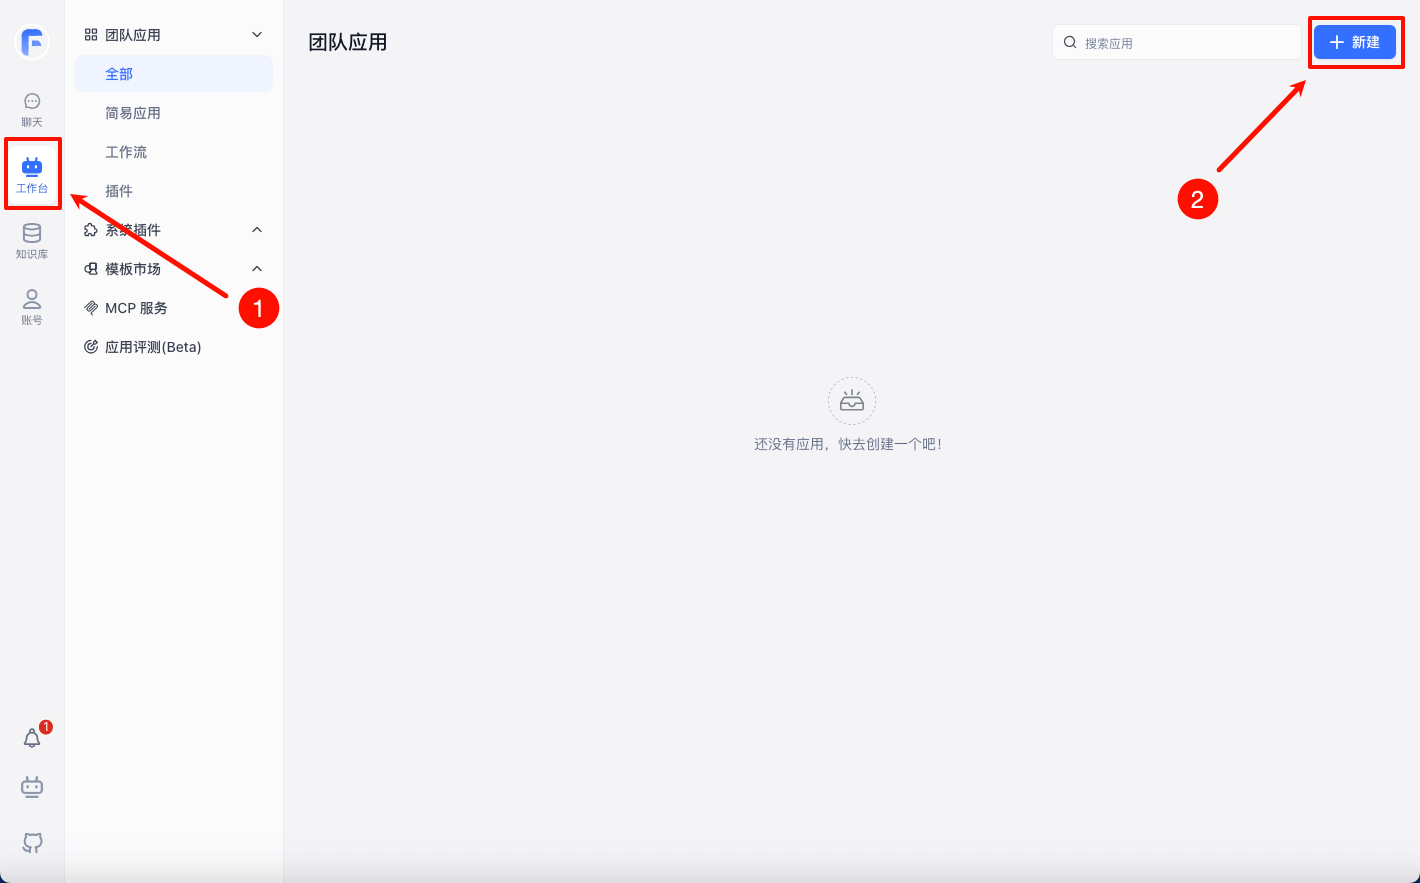 聊天
工作台
知识库
账号
1
团队应用
全部
简易应用
工作流
插件
系统插件
模板市场
MCP 服务
应用评测(Beta)
1
团队应用
搜索应用
新建
2
还没有应用，快去创建一个吧！